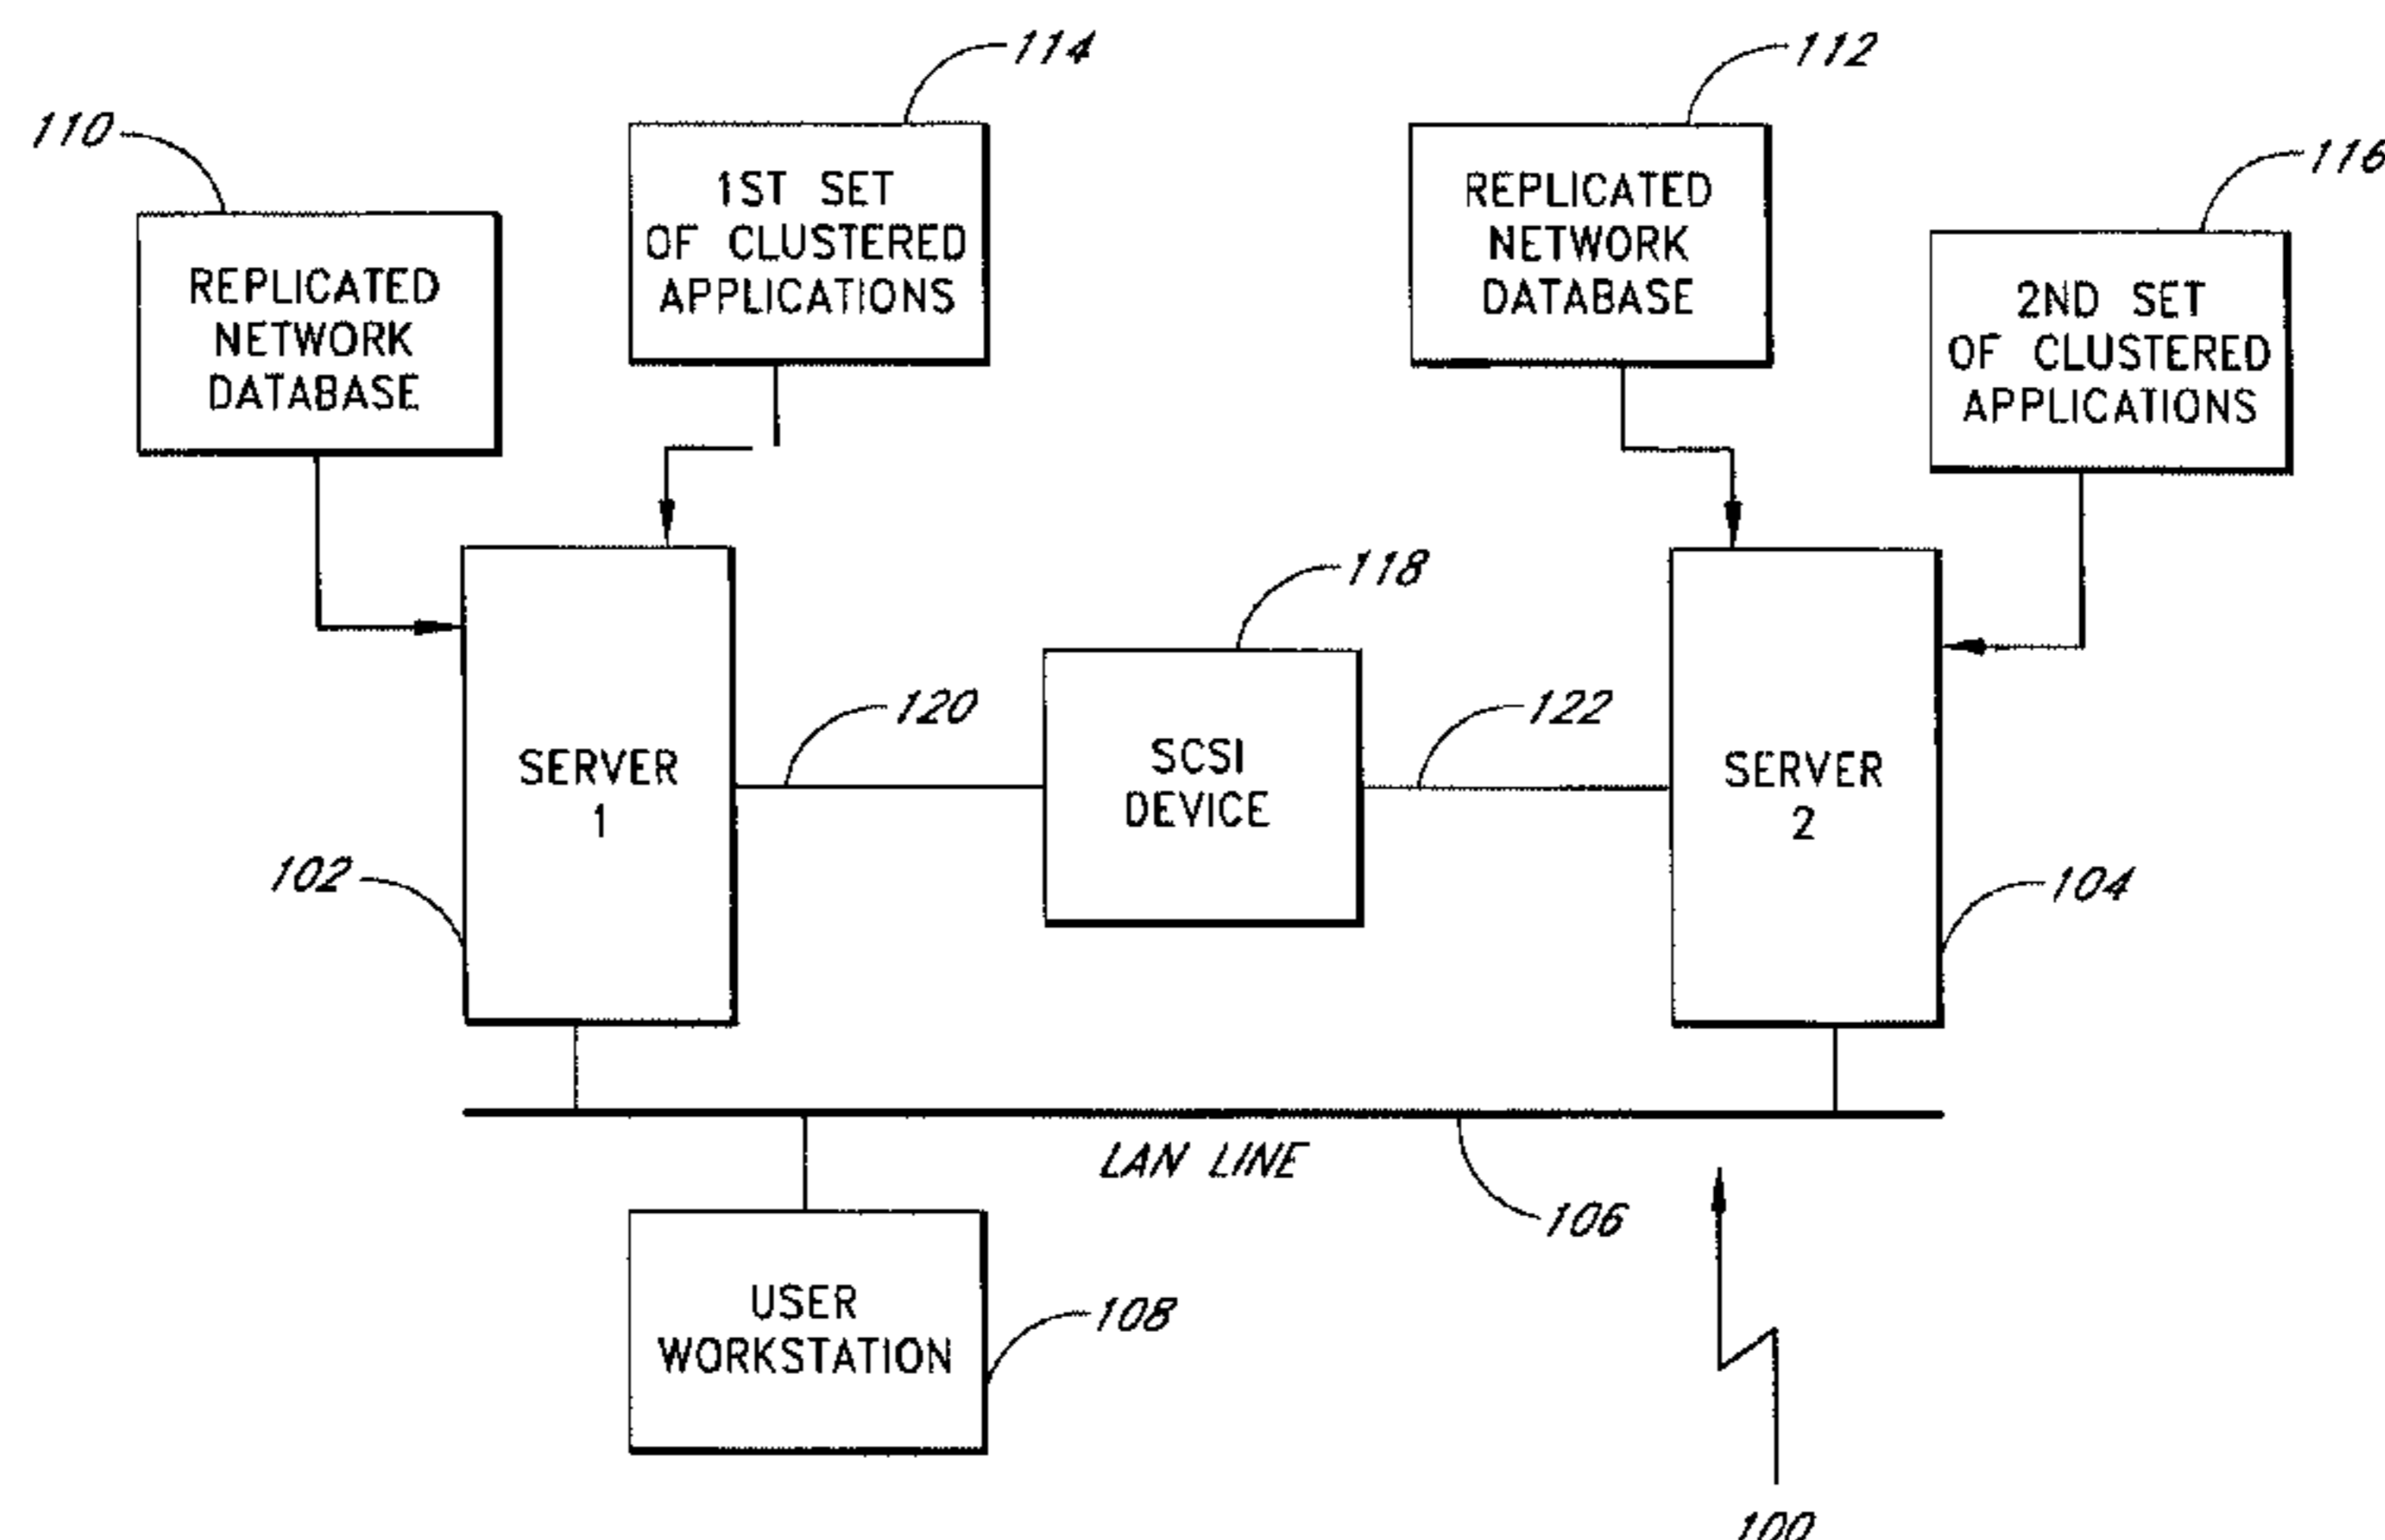 114
112
110
116
1ST SET
OF CLUSTERED
APPLICATIONS
REPLICATED
NETWORK
DATABASE
REPLICATED
NETWORK
DATABASE
2ND SET
OF CLUSTERED
APPLICATIONS
118
120
122
SERVER
1
SCSI
DEVICE
SERVER
2
102
104
LAN LINE
106
USER
WORKSTATION
108
100